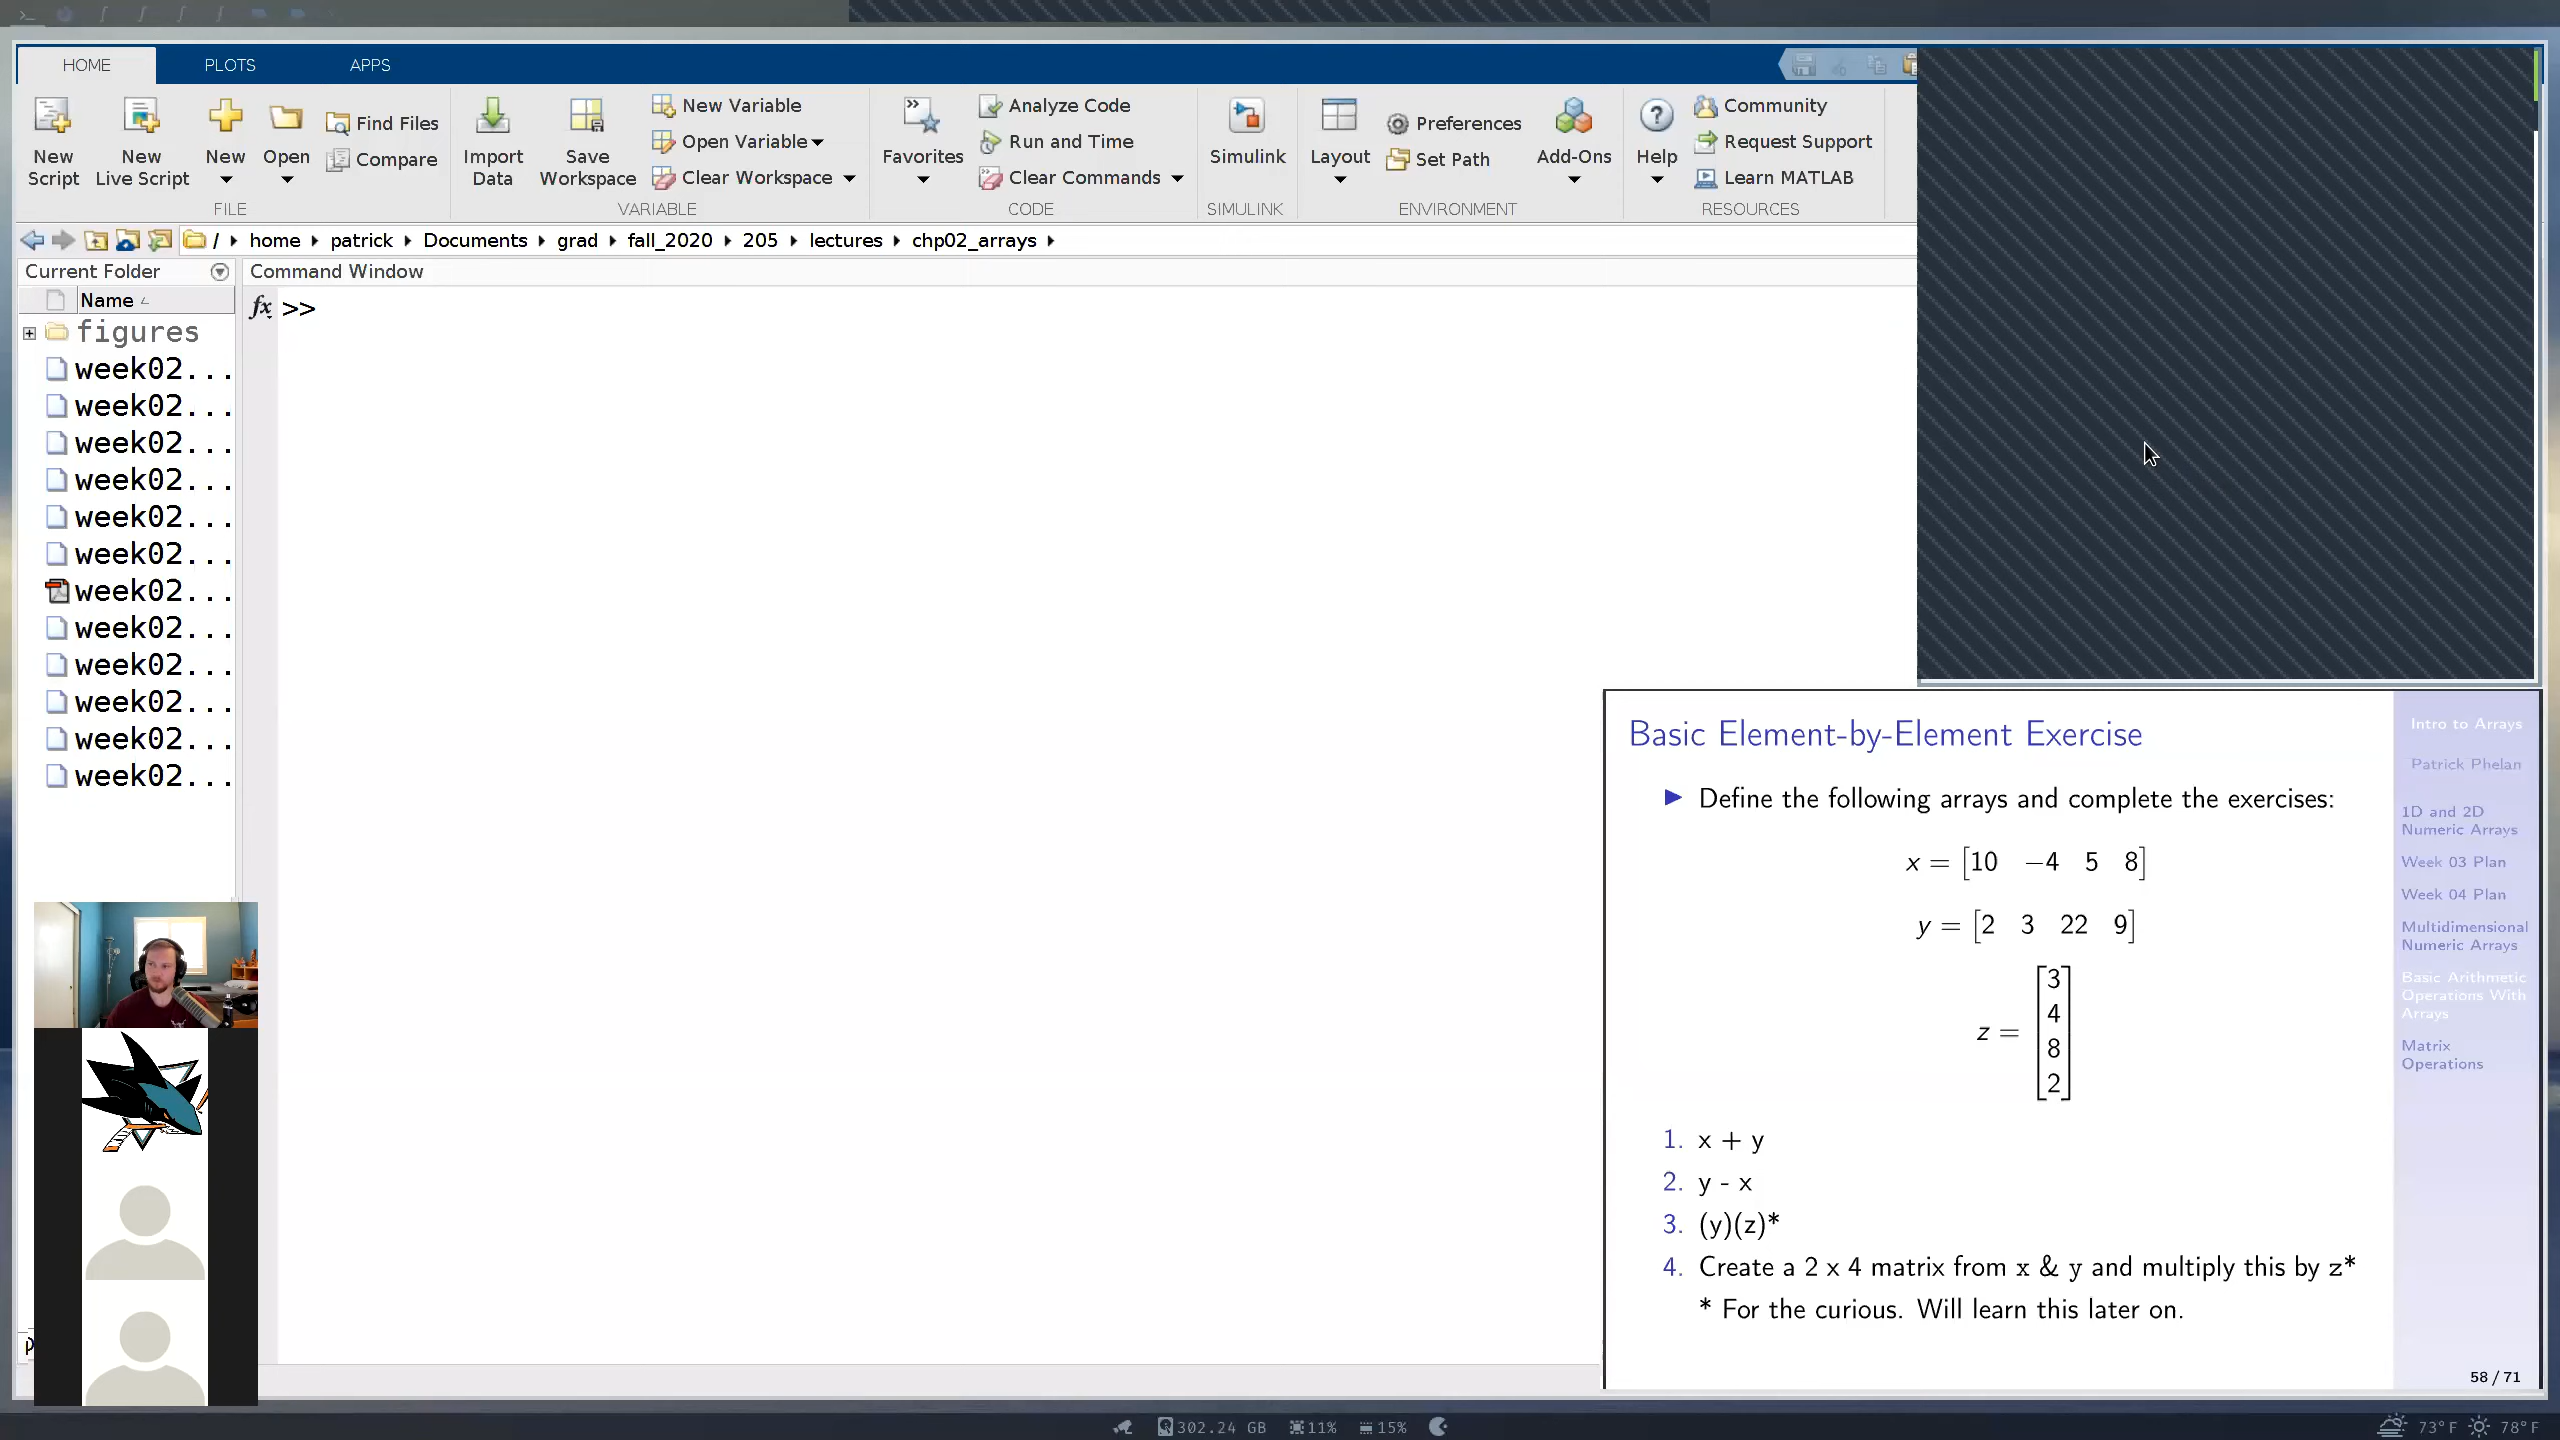 HOME PLOTS APPS
New Script
New Live Script
New
Open
Find Files
Compare
FILE
Import Data
Save Workspace
New Variable
Open Variable
Clear Workspace
VARIABLE
Favorites
Analyze Code
Run and Time
Clear Commands
CODE
Simulink
SIMULINK
Layout
Preferences
Set Path
Add-Ons
ENVIRONMENT
Help
Community
Request Support
Learn MATLAB
RESOURCES
/ home patrick Documents grad fall_2020 205 lectures chp02_arrays
Current Folder
Name
figures
week02...
week02...
week02...
week02...
week02...
week02...
week02...
week02...
week02...
week02...
week02...
week02...
Command Window
fx >>
Basic Element-by-Element Exercise
Define the following arrays and complete the exercises:
x = [10 −4 5 8]
y = [2 3 22 9]
z = [3
4
8
2]
1. x + y
2. y - x
3. (y)(z)*
4. Create a 2 x 4 matrix from x & y and multiply this by z*
* For the curious. Will learn this later on.
Intro to Arrays
Patrick Phelan
1D and 2D
Numeric Arrays
Week 03 Plan
Week 04 Plan
Multidimensional
Numeric Arrays
Basic Arithmetic
Operations With
Arrays
Matrix
Operations
58 / 71
302.24 GB 11% 15%
73°F 78°F